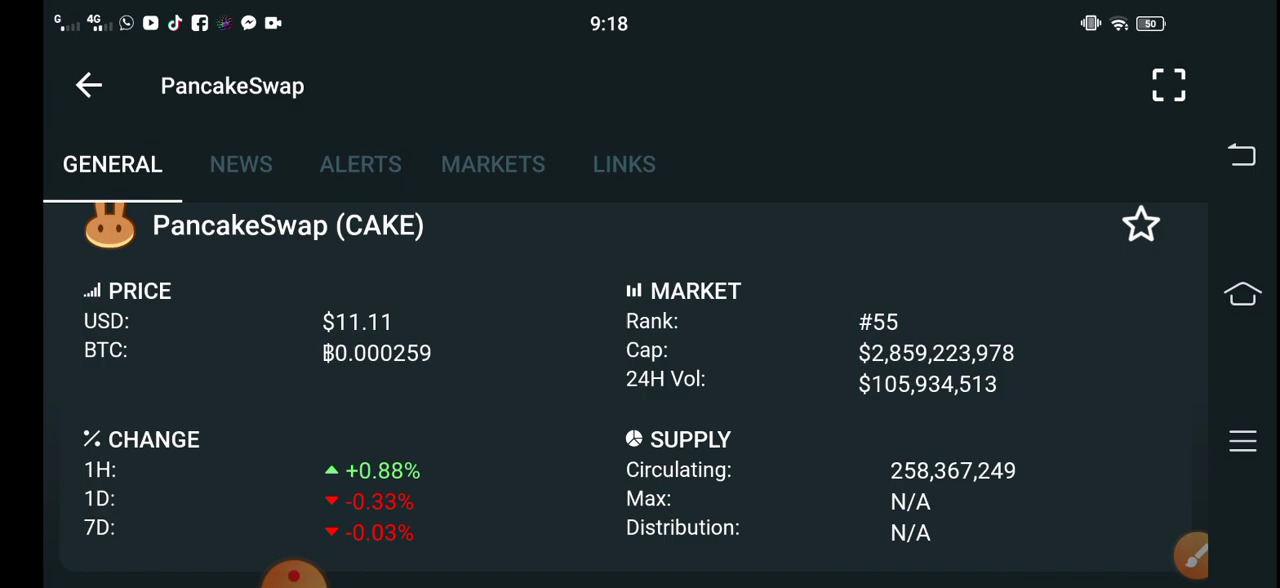 G 4G 9:18 50
PancakeSwap
GENERAL NEWS ALERTS MARKETS LINKS
PancakeSwap (CAKE)
PRICE
USD: $11.11
BTC: ฿0.000259
MARKET
Rank: #55
Cap: $2,859,223,978
24H Vol: $105,934,513
CHANGE
1H: +0.88%
1D: -0.33%
7D: -0.03%
SUPPLY
Circulating: 258,367,249
Max: N/A
Distribution: N/A